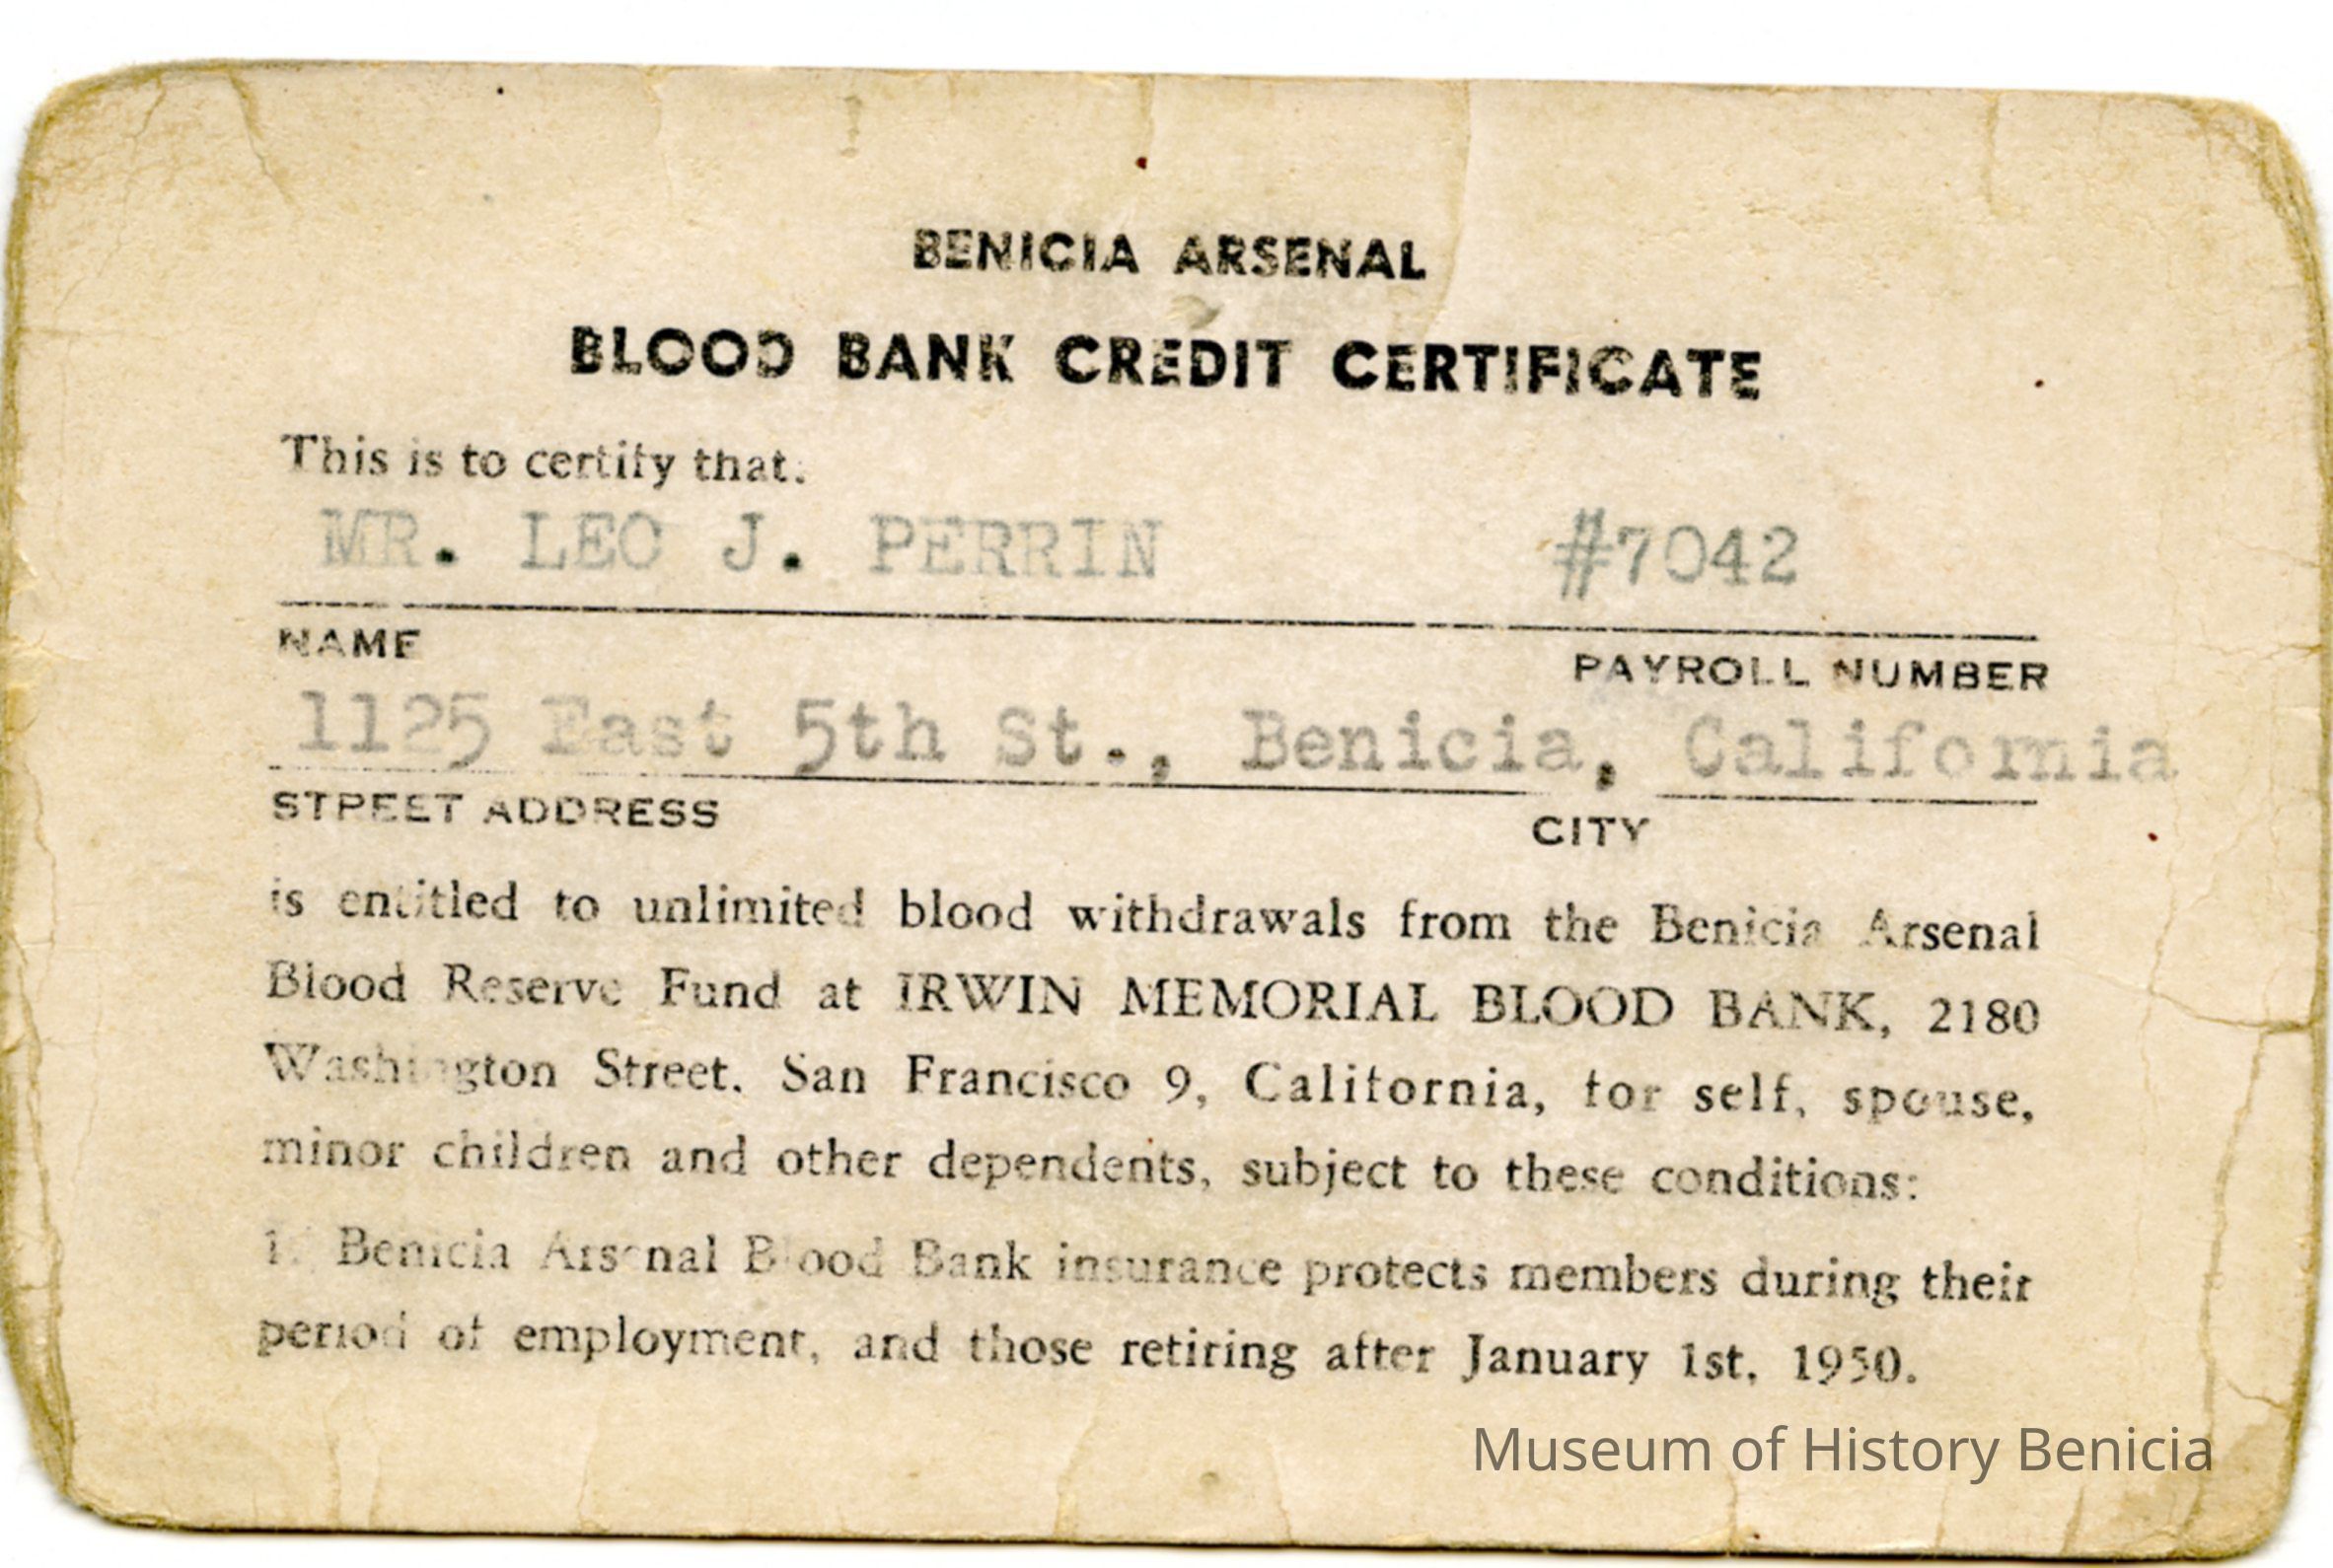 BENICIA ARSENAL
BLOOD BANK CREDIT CERTIFICATE
This is to certify that:
MR. LEO J. PERRIN #7042
NAME PAYROLL NUMBER
1125 East 5th St., Benicia, California
STREET ADDRESS CITY
is entitled to unlimited blood withdrawals from the Benicia Arsenal
Blood Reserve Fund at IRWIN MEMORIAL BLOOD BANK, 2180
Washington Street, San Francisco 9, California, for self, spouse,
minor children and other dependents, subject to these conditions:
1. Benicia Arsenal Blood Bank insurance protects members during their
period of employment, and those retiring after January 1st, 1950.
Museum of History Benicia